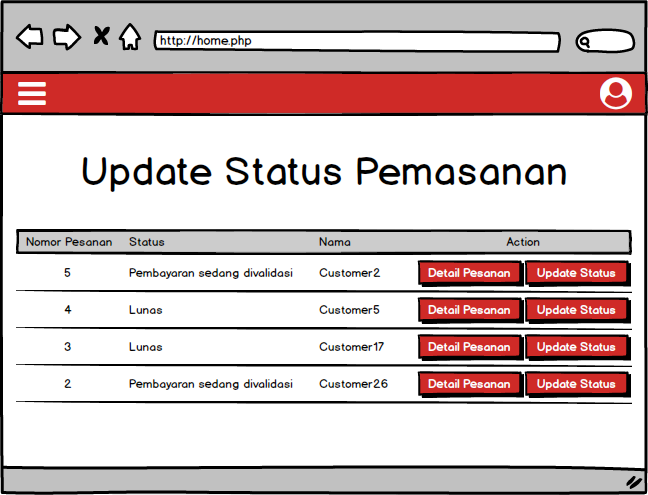 http://home.php
Update Status Pemasanan
Nomor Pesanan Status Nama Action
5 Pembayaran sedang divalidasi Customer2 Detail Pesanan Update Status
4 Lunas Customer5 Detail Pesanan Update Status
3 Lunas Customer17 Detail Pesanan Update Status
2 Pembayaran sedang divalidasi Customer26 Detail Pesanan Update Status